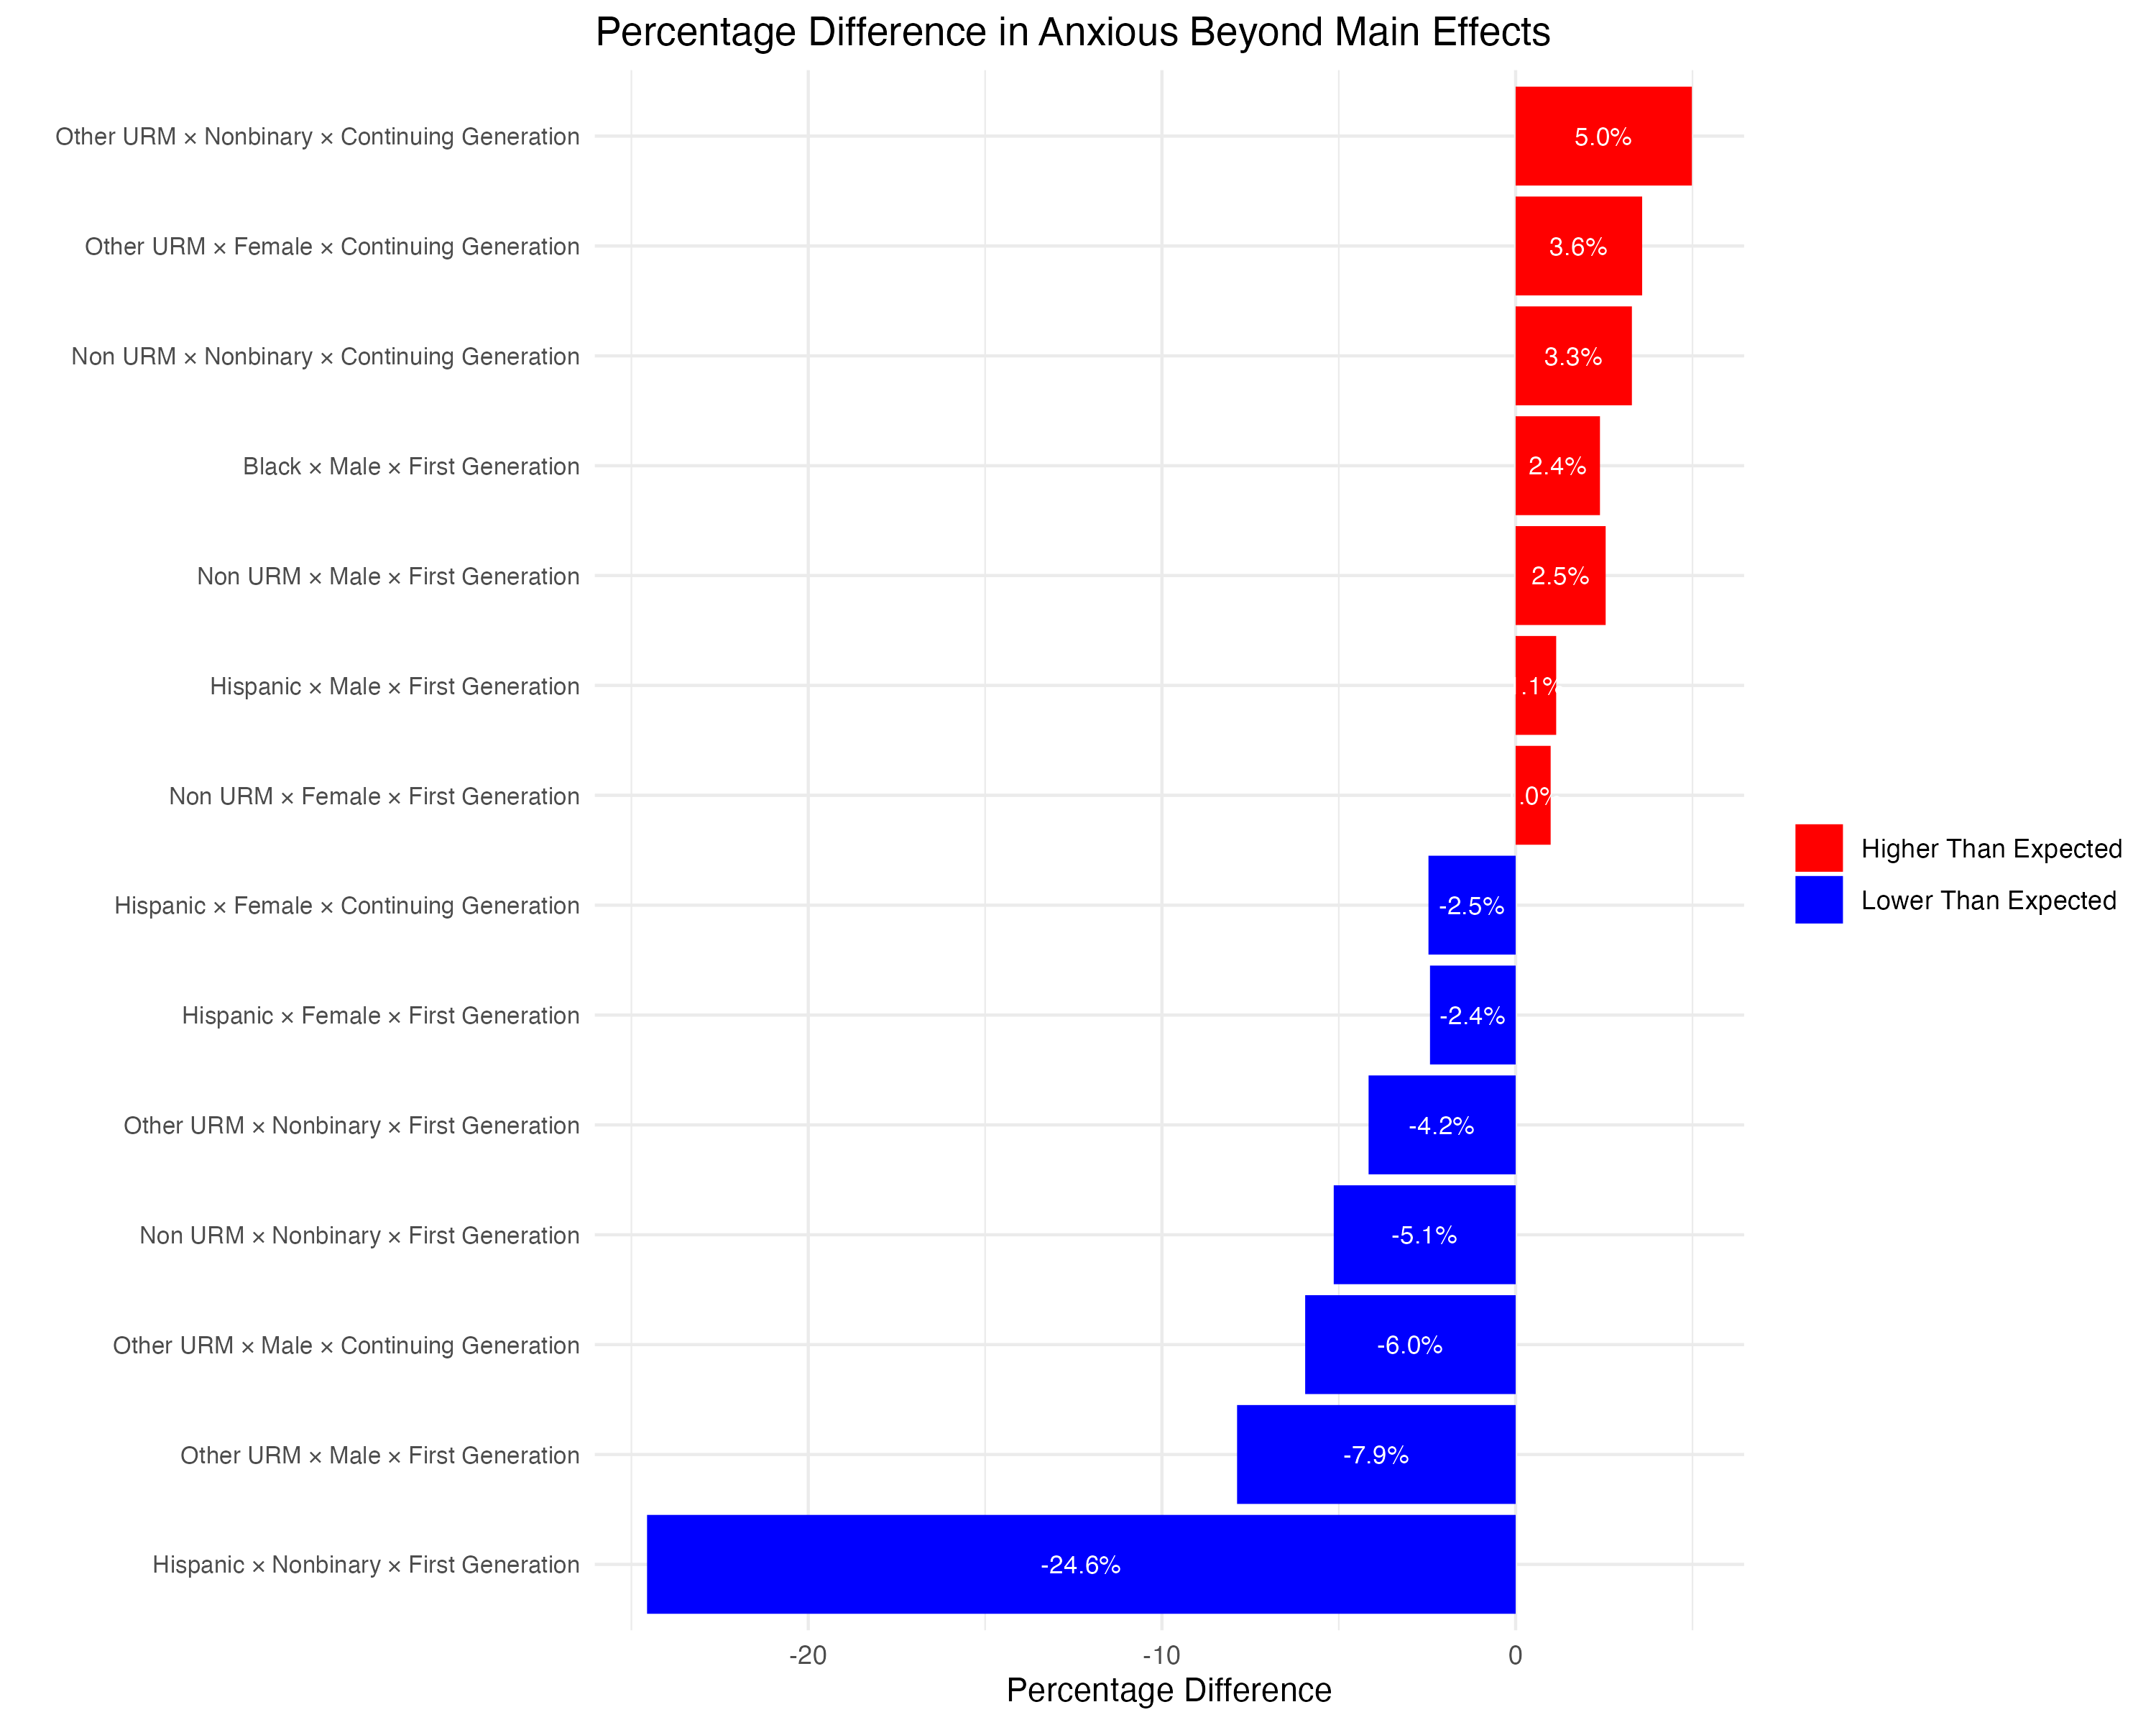 Percentage Difference in Anxious Beyond Main Effects
Other URM × Nonbinary × Continuing Generation
5.0%
Other URM × Female × Continuing Generation
3.6%
Non URM × Nonbinary × Continuing Generation
3.3%
Black × Male × First Generation
2.4%
Non URM × Male × First Generation
2.5%
Hispanic × Male × First Generation
.1%
Non URM × Female × First Generation
.0%
Hispanic × Female × Continuing Generation
-2.5%
Hispanic × Female × First Generation
-2.4%
Other URM × Nonbinary × First Generation
-4.2%
Non URM × Nonbinary × First Generation
-5.1%
Other URM × Male × Continuing Generation
-6.0%
Other URM × Male × First Generation
-7.9%
Hispanic × Nonbinary × First Generation
-24.6%
Higher Than Expected
Lower Than Expected
-20 -10 0
Percentage Difference